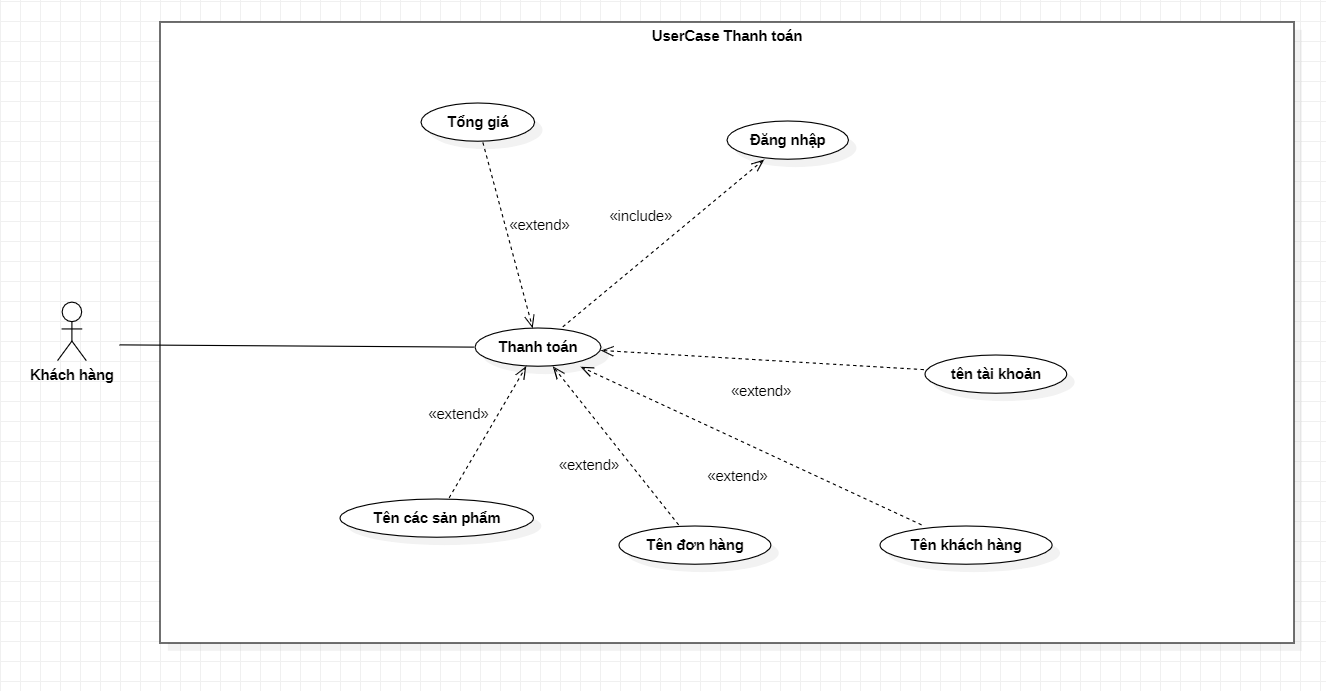 UserCase Thanh toán
Tổng giá
Đăng nhập
«extend»
«include»
Thanh toán
Khách hàng
tên tài khoản
«extend»
«extend»
«extend»
«extend»
Tên các sản phẩm
Tên đơn hàng
Tên khách hàng